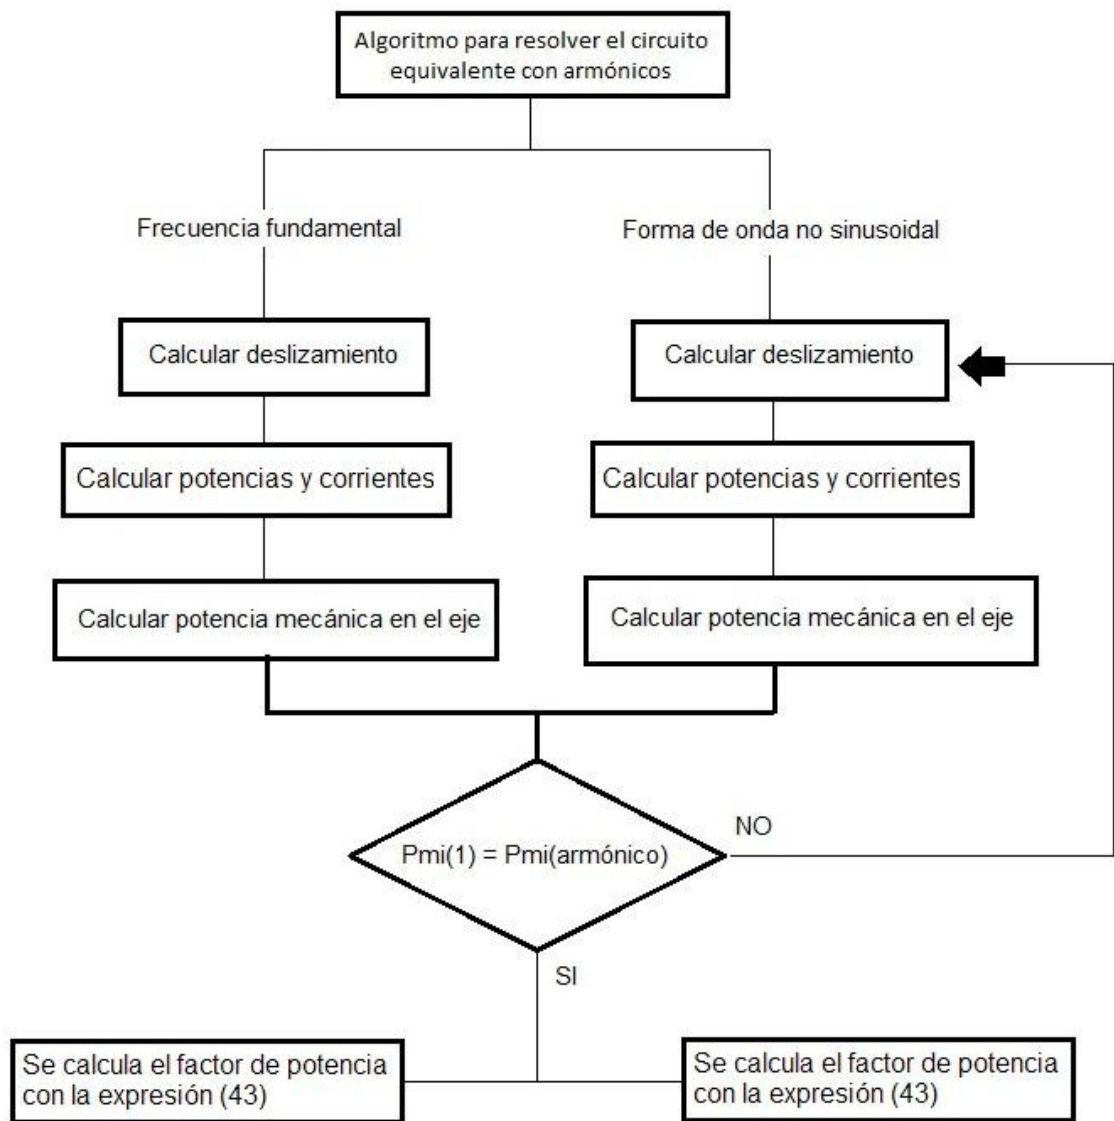 Algoritmo para resolver el circuito
equivalente con armónicos
Frecuencia fundamental
Forma de onda no sinusoidal
Calcular deslizamiento
Calcular deslizamiento
Calcular potencias y corrientes
Calcular potencias y corrientes
Calcular potencia mecánica en el eje
Calcular potencia mecánica en el eje
Pmi(1) = Pmi(armónico)
NO
SI
Se calcula el factor de potencia
con la expresión (43)
Se calcula el factor de potencia
con la expresión (43)